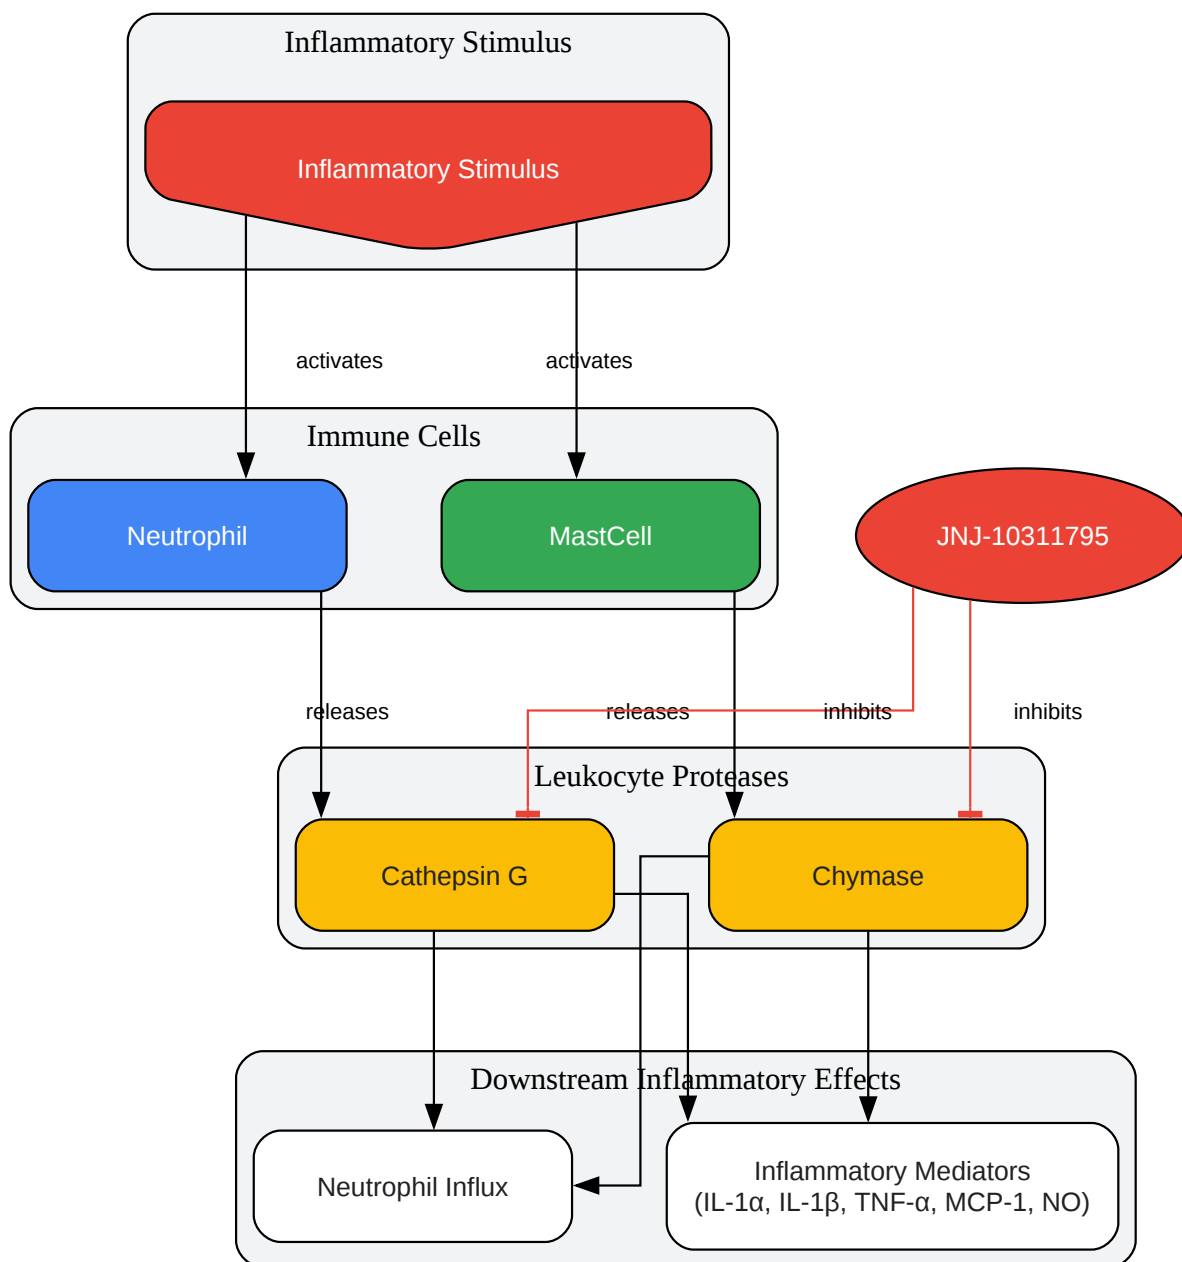 Inflammatory Stimulus
Inflammatory Stimulus
activates
activates
Immune Cells
Neutrophil
MastCell
JNJ-10311795
releases
releases
inhibits
inhibits
Leukocyte Proteases
Cathepsin G
Chymase
Downstream Inflammatory Effects
Neutrophil Influx
Inflammatory Mediators
(IL-1α, IL-1β, TNF-α, MCP-1, NO)